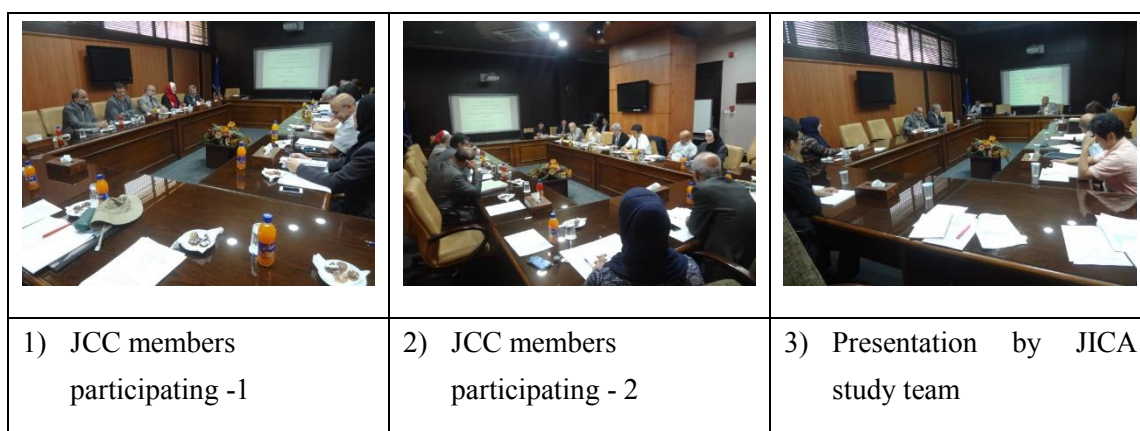 1) JCC members
participating -1
2) JCC members
participating - 2
3) Presentation by JICA
study team